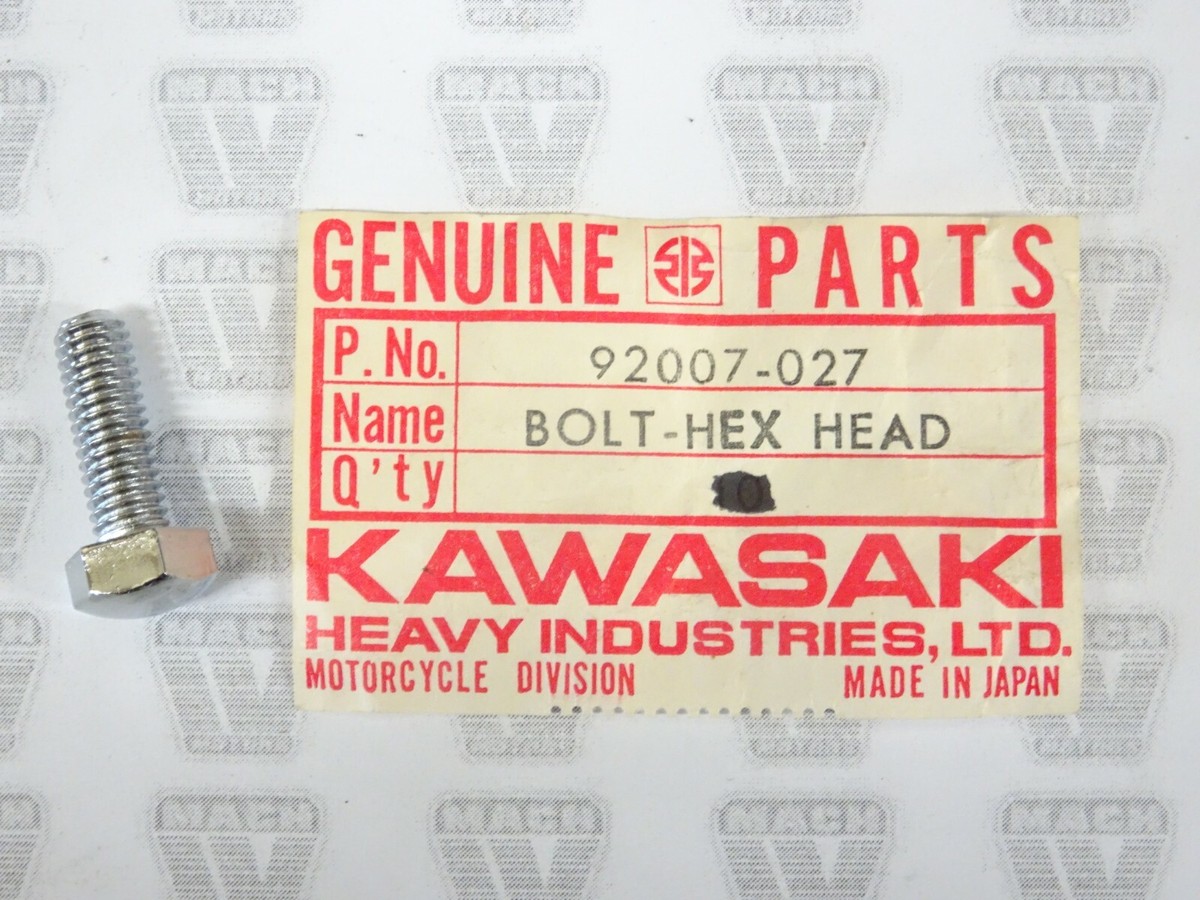 GENUINE PARTS
P. No. 92007-027
Name BOLT-HEX HEAD
Q'ty
KAWASAKI
HEAVY INDUSTRIES, LTD.
MOTORCYCLE DIVISION MADE IN JAPAN